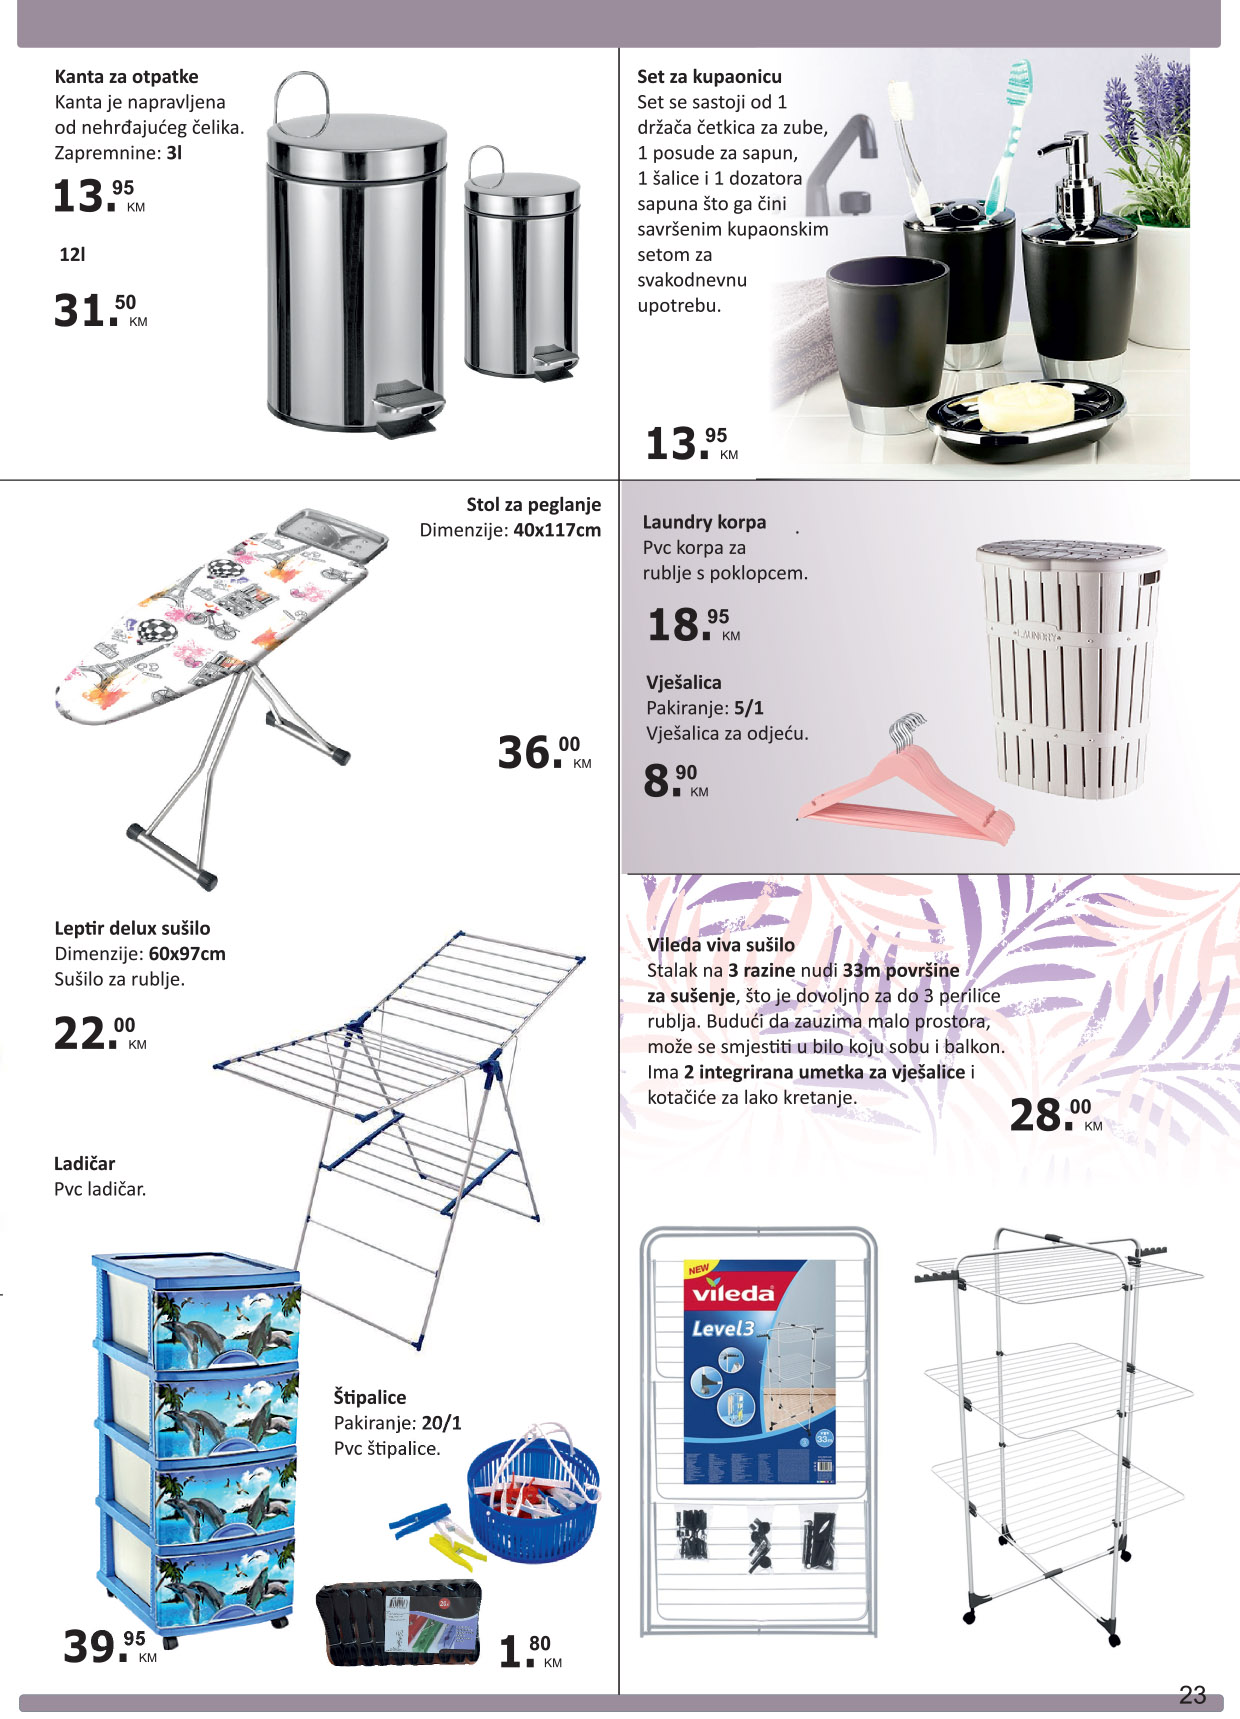 Kanta za otpatke
Kanta je napravljena
od nehrđajućeg čelika.
Zapremnine: 3l
13.95 KM
12l
31.50 KM
Set za kupaonicu
Set se sastoji od 1
držača četkica za zube,
1 posude za sapun,
1 šalice i 1 dozatora
sapuna što ga čini
savršenim kupaonskim
setom za
svakodnevnu
upotrebu.
13.95 KM
Stol za peglanje
Dimenzije: 40x117cm
36.00 KM
Laundry korpa
Pvc korpa za
rublje s poklopcem.
18.95 KM
LAUNDRY
Vješalica
Pakiranje: 5/1
Vješalica za odjeću.
8.90 KM
Leptir delux sušilo
Dimenzije: 60x97cm
Sušilo za rublje.
22.00 KM
Vileda viva sušilo
Stalak na 3 razine nudi 33m površine
za sušenje, što je dovoljno za do 3 perilice
rublja. Budući da zauzima malo prostora,
može se smjestiti u bilo koju sobu i balkon.
Ima 2 integrirana umetka za vješalice i
kotačiće za lako kretanje.
28.00 KM
Ladičar
Pvc ladičar.
39.95 KM
Štipalice
Pakiranje: 20/1
Pvc štipalice.
1.80 KM
NEW
vileda
Level3
33m
23